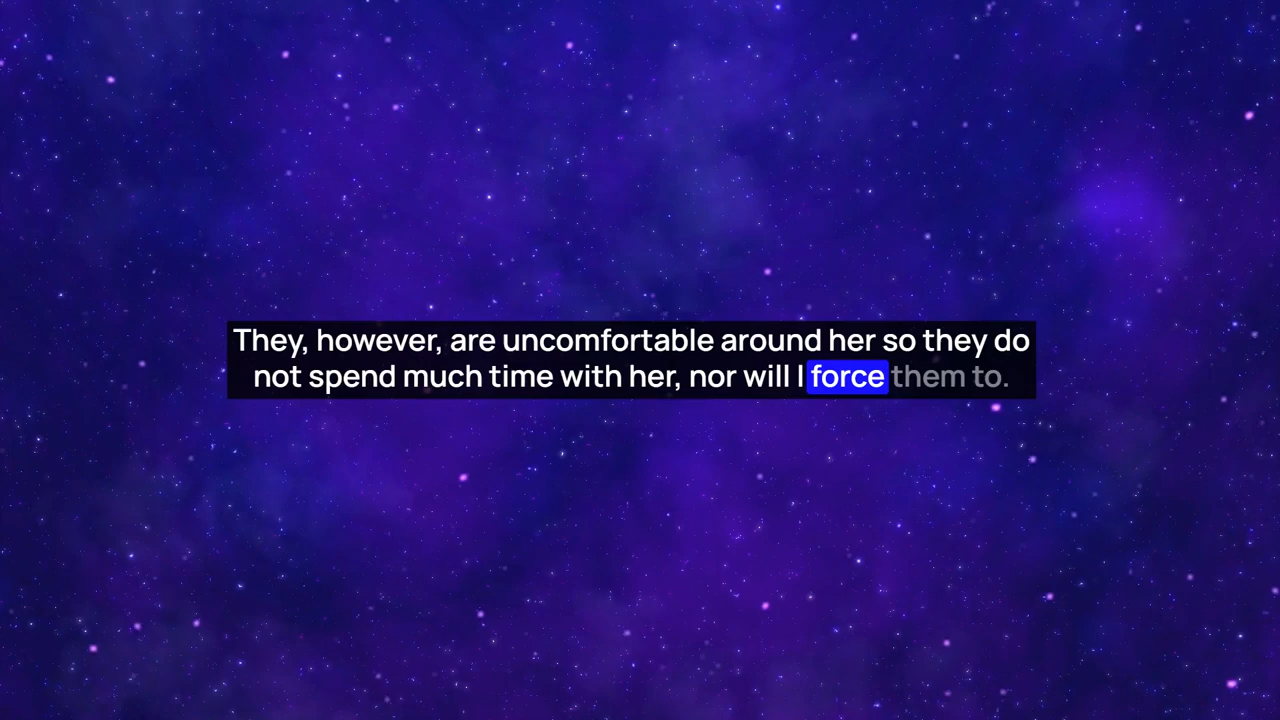 They, however, are uncomfortable around her so they do
not spend much time with her, nor will I force them to.